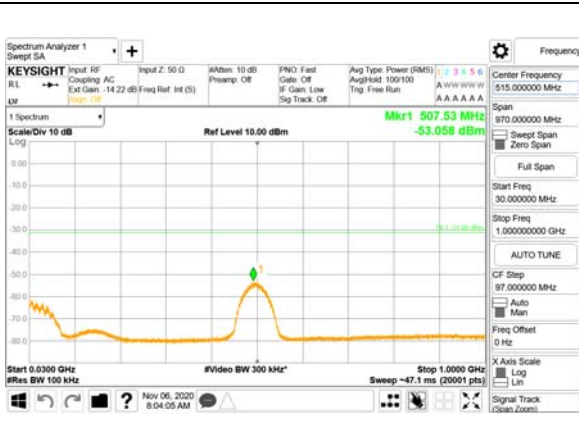 Spectrum Analyzer 1
Swept SA
Frequency
KEYSIGHT
RL
Input: RF
Coupling: AC
Ext Gain: -14.22 dB
Align: Off
Input Z: 50 Ω
Freq Ref: Int (S)
#Atten: 10 dB
Preamp: Off
PNO: Fast
Gate: Off
IF Gain: Low
Sig Track: Off
Avg Type: Power (RMS)
Avg|Hold: 100/100
Trig: Free Run
1 2 3 4 5 6
A W W W W W
A A A A A A
1 Spectrum
Scale/Div 10 dB
Log
Ref Level 10.00 dBm
Mkr1 507.53 MHz
-53.058 dBm
0.00
-10.0
-20.0
-30.0
-40.0
-50.0
-60.0
-70.0
-80.0
1
Start 0.0300 GHz
#Res BW 100 kHz
#Video BW 300 kHz*
Stop 1.0000 GHz
Sweep ~47.1 ms (20001 pts)
Nov 06, 2020
8:04:05 AM
Center Frequency
515.000000 MHz
Span
970.000000 MHz
Swept Span
Zero Span
Full Span
Start Freq
30.000000 MHz
Stop Freq
1.000000000 GHz
AUTO TUNE
CF Step
97.000000 MHz
Auto
Man
Freq Offset
0 Hz
X Axis Scale
Log
Lin
Signal Track
(Span Zoom)